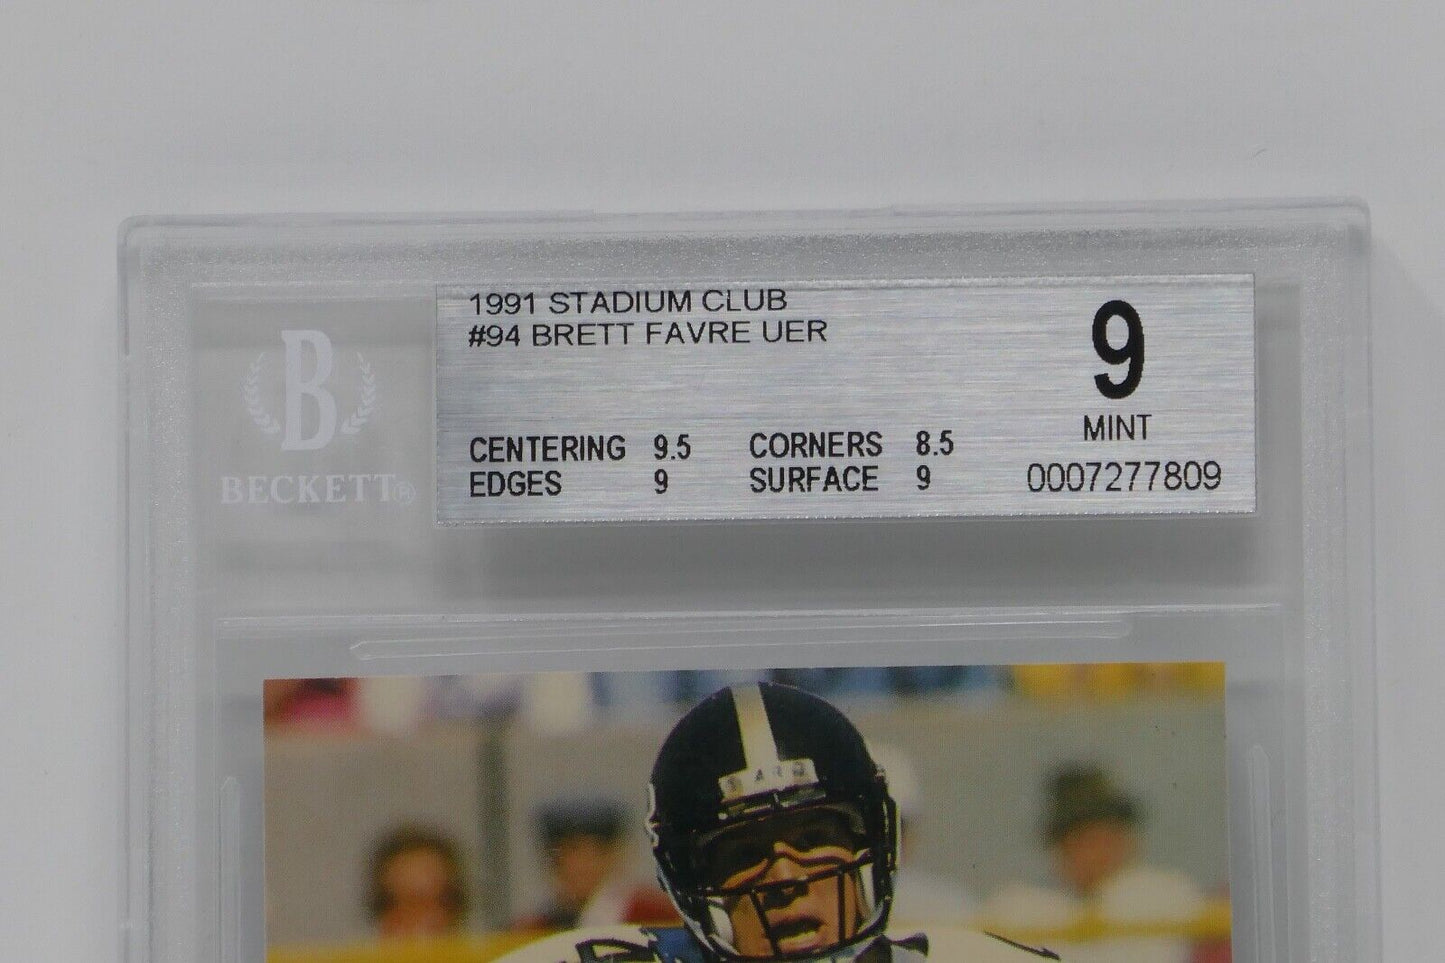 1991 STADIUM CLUB
#94 BRETT FAVRE UER
9
MINT
CENTERING 9.5 CORNERS 8.5
EDGES 9 SURFACE 9
0007277809
B
BECKETT®